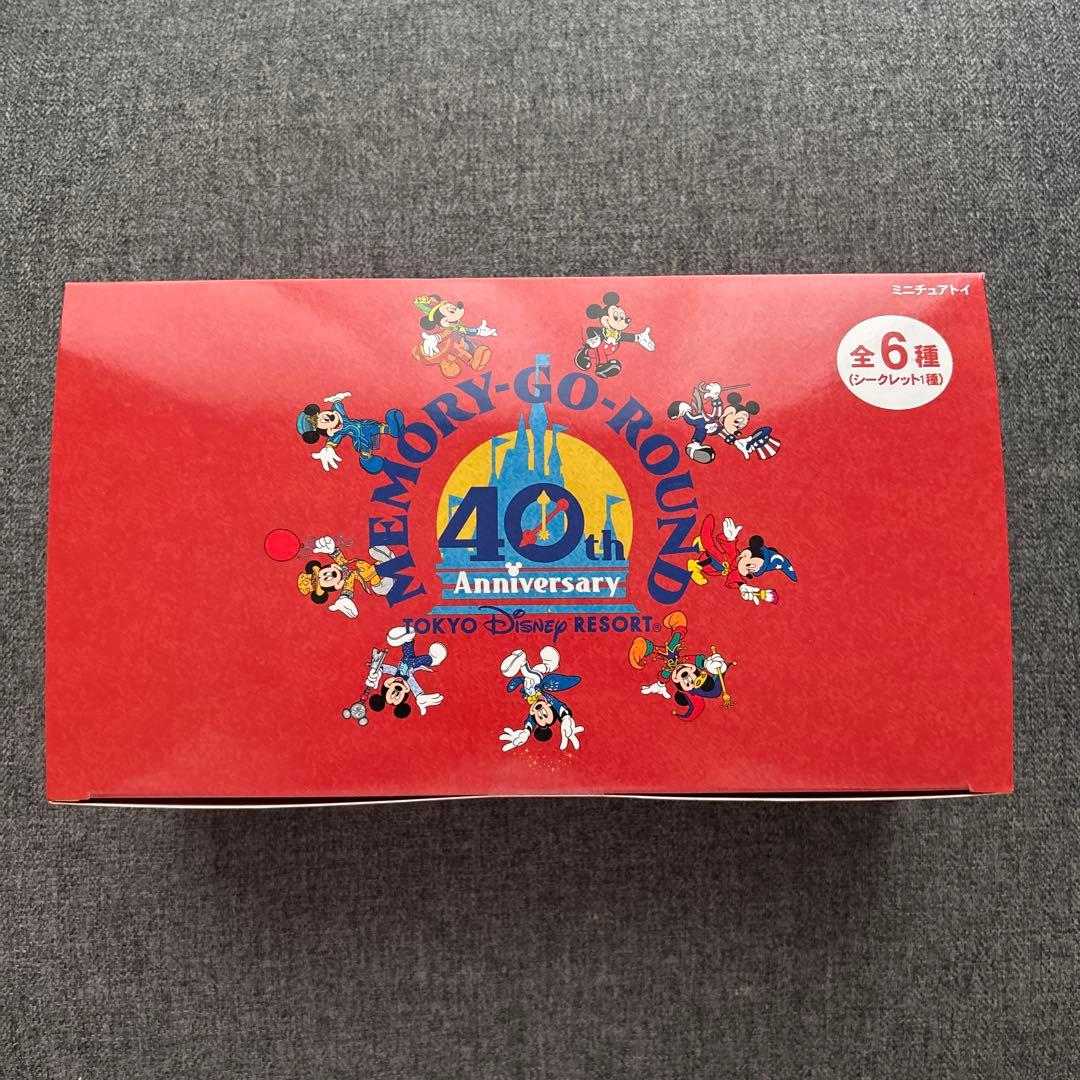 ミニチュアトイ
全6種
(シークレット1種)
MEMORY-GO-ROUND
40th
Anniversary
TOKYO Disney RESORT®